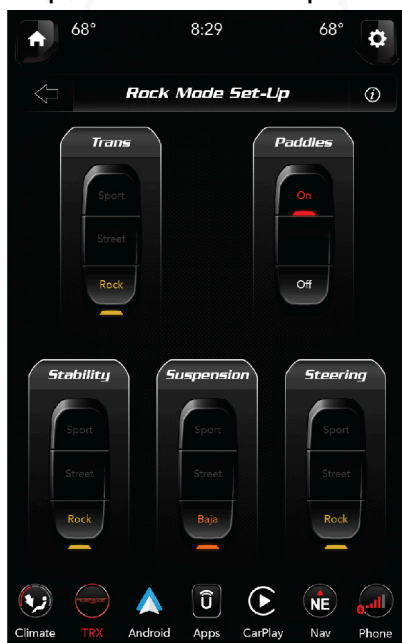 68° 8:29 68°
Rock Mode Set-Up i
Trans Paddles
Sport On
Street
Rock Off
Stability Suspension Steering
Sport Sport Sport
Street Street Street
Rock Baja Rock
NE
Climate TRX Android Apps CarPlay Nav Phone